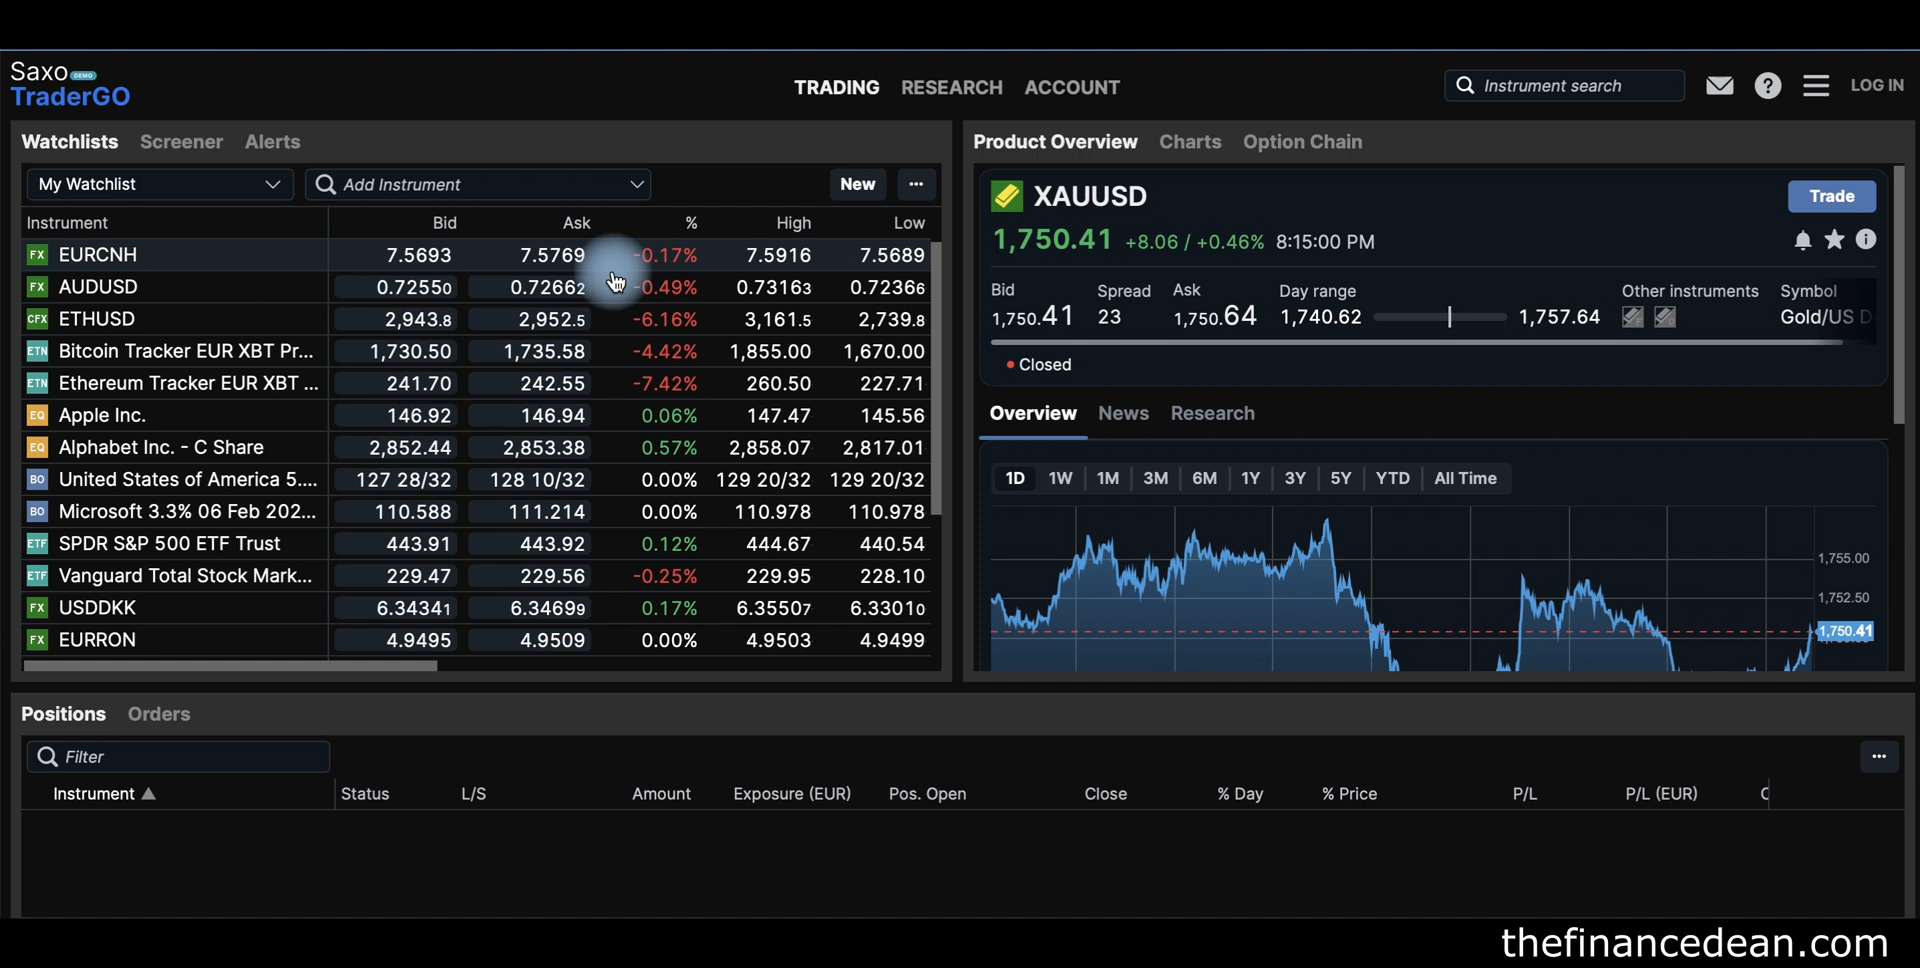 Saxo DEMO
TraderGO
TRADING RESEARCH ACCOUNT
Instrument search
?
LOG IN
Watchlists Screener Alerts
My Watchlist
Add Instrument
New ...
Instrument Bid Ask % High Low
FX EURCNH 7.5693 7.5769 -0.17% 7.5916 7.5689
FX AUDUSD 0.72550 0.72662 -0.49% 0.73163 0.72366
CFX ETHUSD 2,943.8 2,952.5 -6.16% 3,161.5 2,739.8
ETN Bitcoin Tracker EUR XBT Pr... 1,730.50 1,735.58 -4.42% 1,855.00 1,670.00
ETN Ethereum Tracker EUR XBT ... 241.70 242.55 -7.42% 260.50 227.71
EQ Apple Inc. 146.92 146.94 0.06% 147.47 145.56
EQ Alphabet Inc. - C Share 2,852.44 2,853.38 0.57% 2,858.07 2,817.01
BO United States of America 5.... 127 28/32 128 10/32 0.00% 129 20/32 129 20/32
BO Microsoft 3.3% 06 Feb 202... 110.588 111.214 0.00% 110.978 110.978
ETF SPDR S&P 500 ETF Trust 443.91 443.92 0.12% 444.67 440.54
ETF Vanguard Total Stock Mark... 229.47 229.56 -0.25% 229.95 228.10
FX USDDKK 6.34341 6.34699 0.17% 6.35507 6.33010
FX EURRON 4.9495 4.9509 0.00% 4.9503 4.9499
Product Overview Charts Option Chain
XAUUSD
Trade
1,750.41 +8.06 / +0.46% 8:15:00 PM
Bid Spread Ask Day range Other instruments Symbol
1,750.41 23 1,750.64 1,740.62 1,757.64 Gold/US D
Closed
Overview News Research
1D 1W 1M 3M 6M 1Y 3Y 5Y YTD All Time
1,755.00
1,752.50
1,750.41
Positions Orders
Filter
...
Instrument ▲ Status L/S Amount Exposure (EUR) Pos. Open Close % Day % Price P/L P/L (EUR)
thefinancedean.com